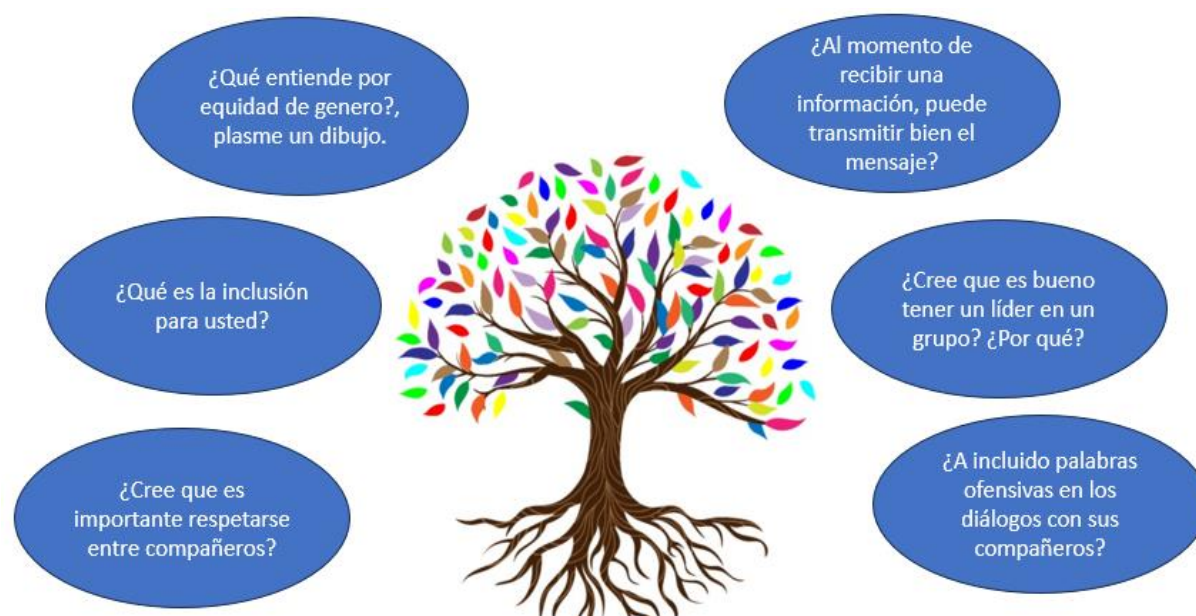 ¿Qué entiende por
equidad de genero?,
plasme un dibujo.
¿Al momento de
recibir una
información, puede
transmitir bien el
mensaje?
¿Qué es la inclusión
para usted?
¿Cree que es bueno
tener un líder en un
grupo? ¿Por qué?
¿Cree que es
importante respetarse
entre compañeros?
¿A incluido palabras
ofensivas en los
diálogos con sus
compañeros?